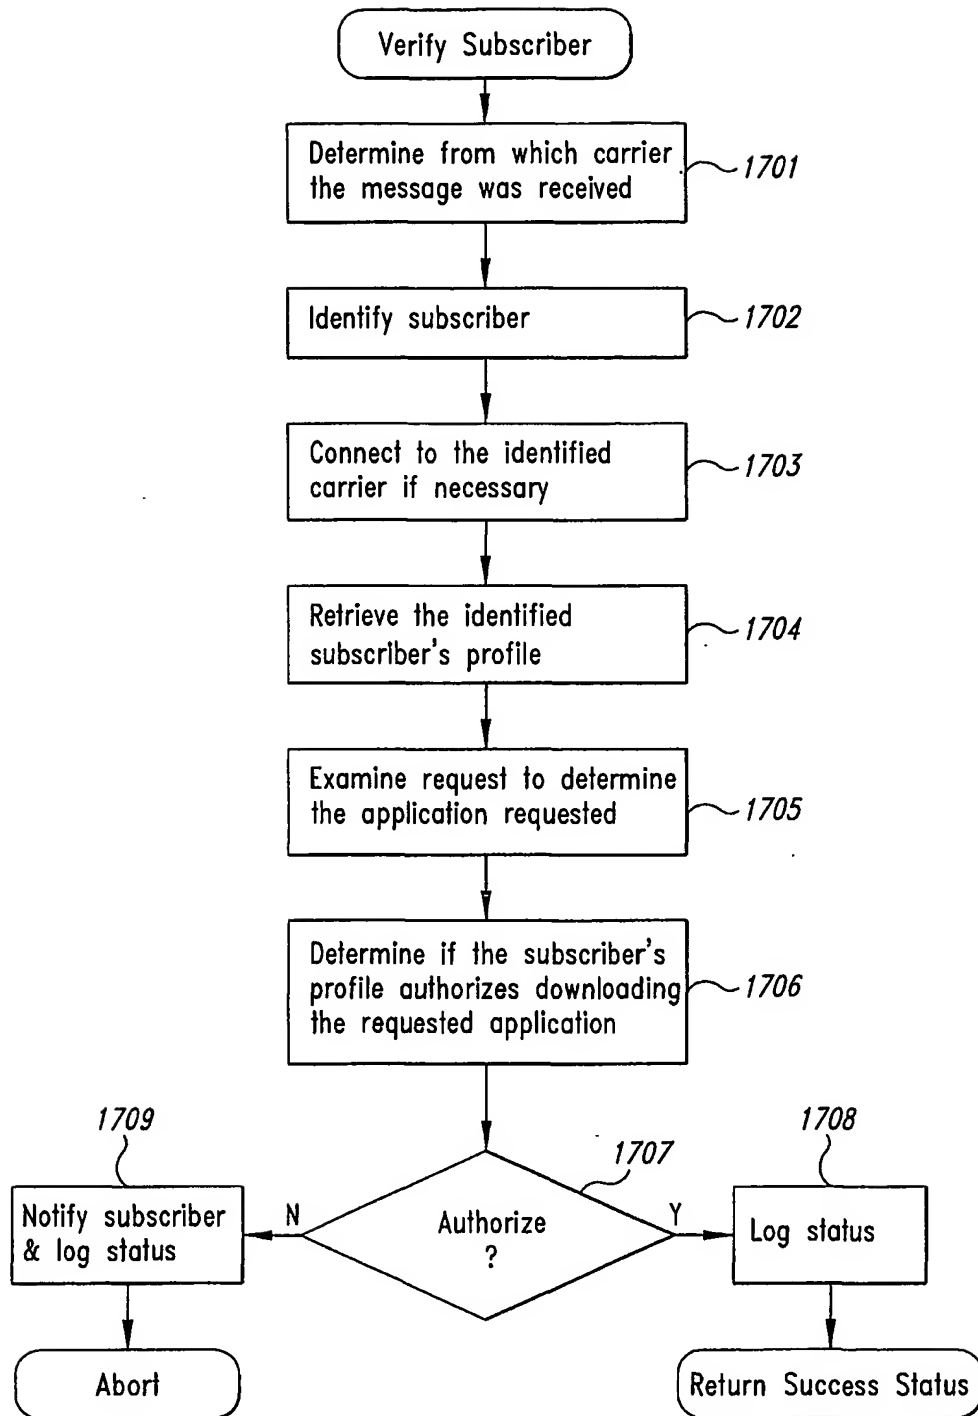 Verify Subscriber
Determine from which carrier
the message was received
1701
Identify subscriber
1702
Connect to the identified
carrier if necessary
1703
Retrieve the identified
subscriber's profile
1704
Examine request to determine
the application requested
1705
Determine if the subscriber's
profile authorizes downloading
the requested application
1706
1709
1707
1708
Notify subscriber
& log status
N
Authorize
?
Y
Log status
Abort
Return Success Status